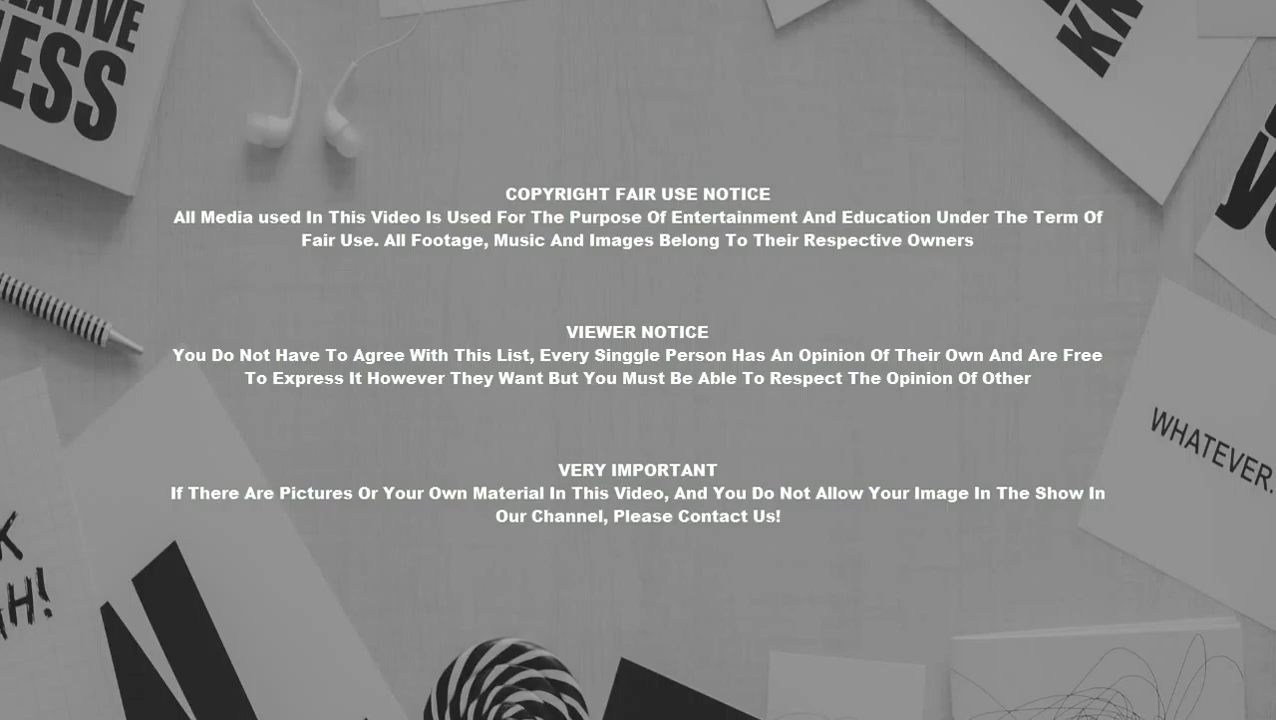 ESS
COPYRIGHT FAIR USE NOTICE
All Media used In This Video Is Used For The Purpose Of Entertainment And Education Under The Term Of
Fair Use. All Footage, Music And Images Belong To Their Respective Owners
VIEWER NOTICE
You Do Not Have To Agree With This List, Every Singgle Person Has An Opinion Of Their Own And Are Free
To Express It However They Want But You Must Be Able To Respect The Opinion Of Other
WHATEVER.
VERY IMPORTANT
If There Are Pictures Or Your Own Material In This Video, And You Do Not Allow Your Image In The Show In
Our Channel, Please Contact Us!